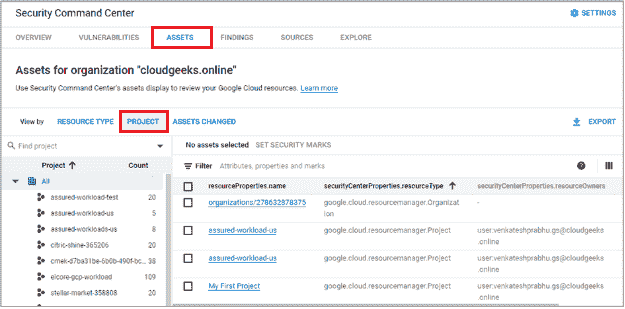 Security Command Center
SETTINGS
OVERVIEW VULNERABILITIES ASSETS FINDINGS SOURCES EXPLORE
Assets for organization "cloudgeeks.online"
Use Security Command Center's assets display to review your Google Cloud resources. Learn more
View by RESOURCE TYPE PROJECT ASSETS CHANGED
EXPORT
Find project
No assets selected SET SECURITY MARKS
Project Count
Filter Attributes, properties and marks
All
resourceProperties.name securityCenterProperties.resourceType securityCenterProperties.resourceOwners
assured-workload-test 20
organizations/278632878375 google.cloud.resourcemanager.Organizat
ion
-
assured-workload-us 5
assured-workload-us google.cloud.resourcemanager.Project user.venkateshprabhu.gs@cloudgeeks
.online
assured-workloads-us 8
citric-shine-365206 20
assured-workload-us google.cloud.resourcemanager.Project user.venkateshprabhu.gs@cloudgeeks
.online
cmek-d7ba31be-6b6b-490f-bc... 38
elcore-gcp-workload 109
stellar-market-358808 20
My First Project google.cloud.resourcemanager.Project user.venkateshprabhu.gs@cloudgeeks
.online